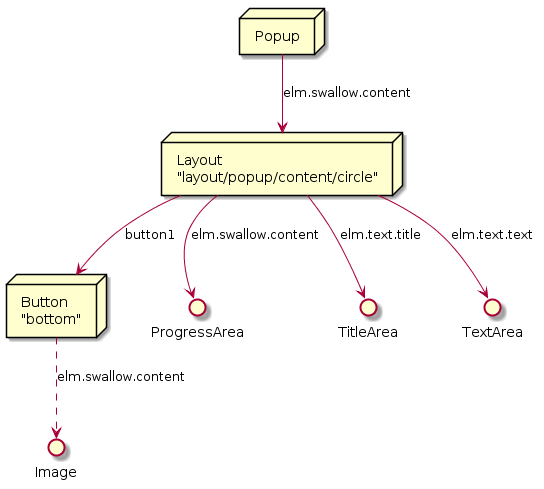 Popup
elm.swallow.content
Layout
"layout/popup/content/circle"
button1
elm.swallow.content
elm.text.title
elm.text.text
Button
"bottom"
ProgressArea
TitleArea
TextArea
elm.swallow.content
Image